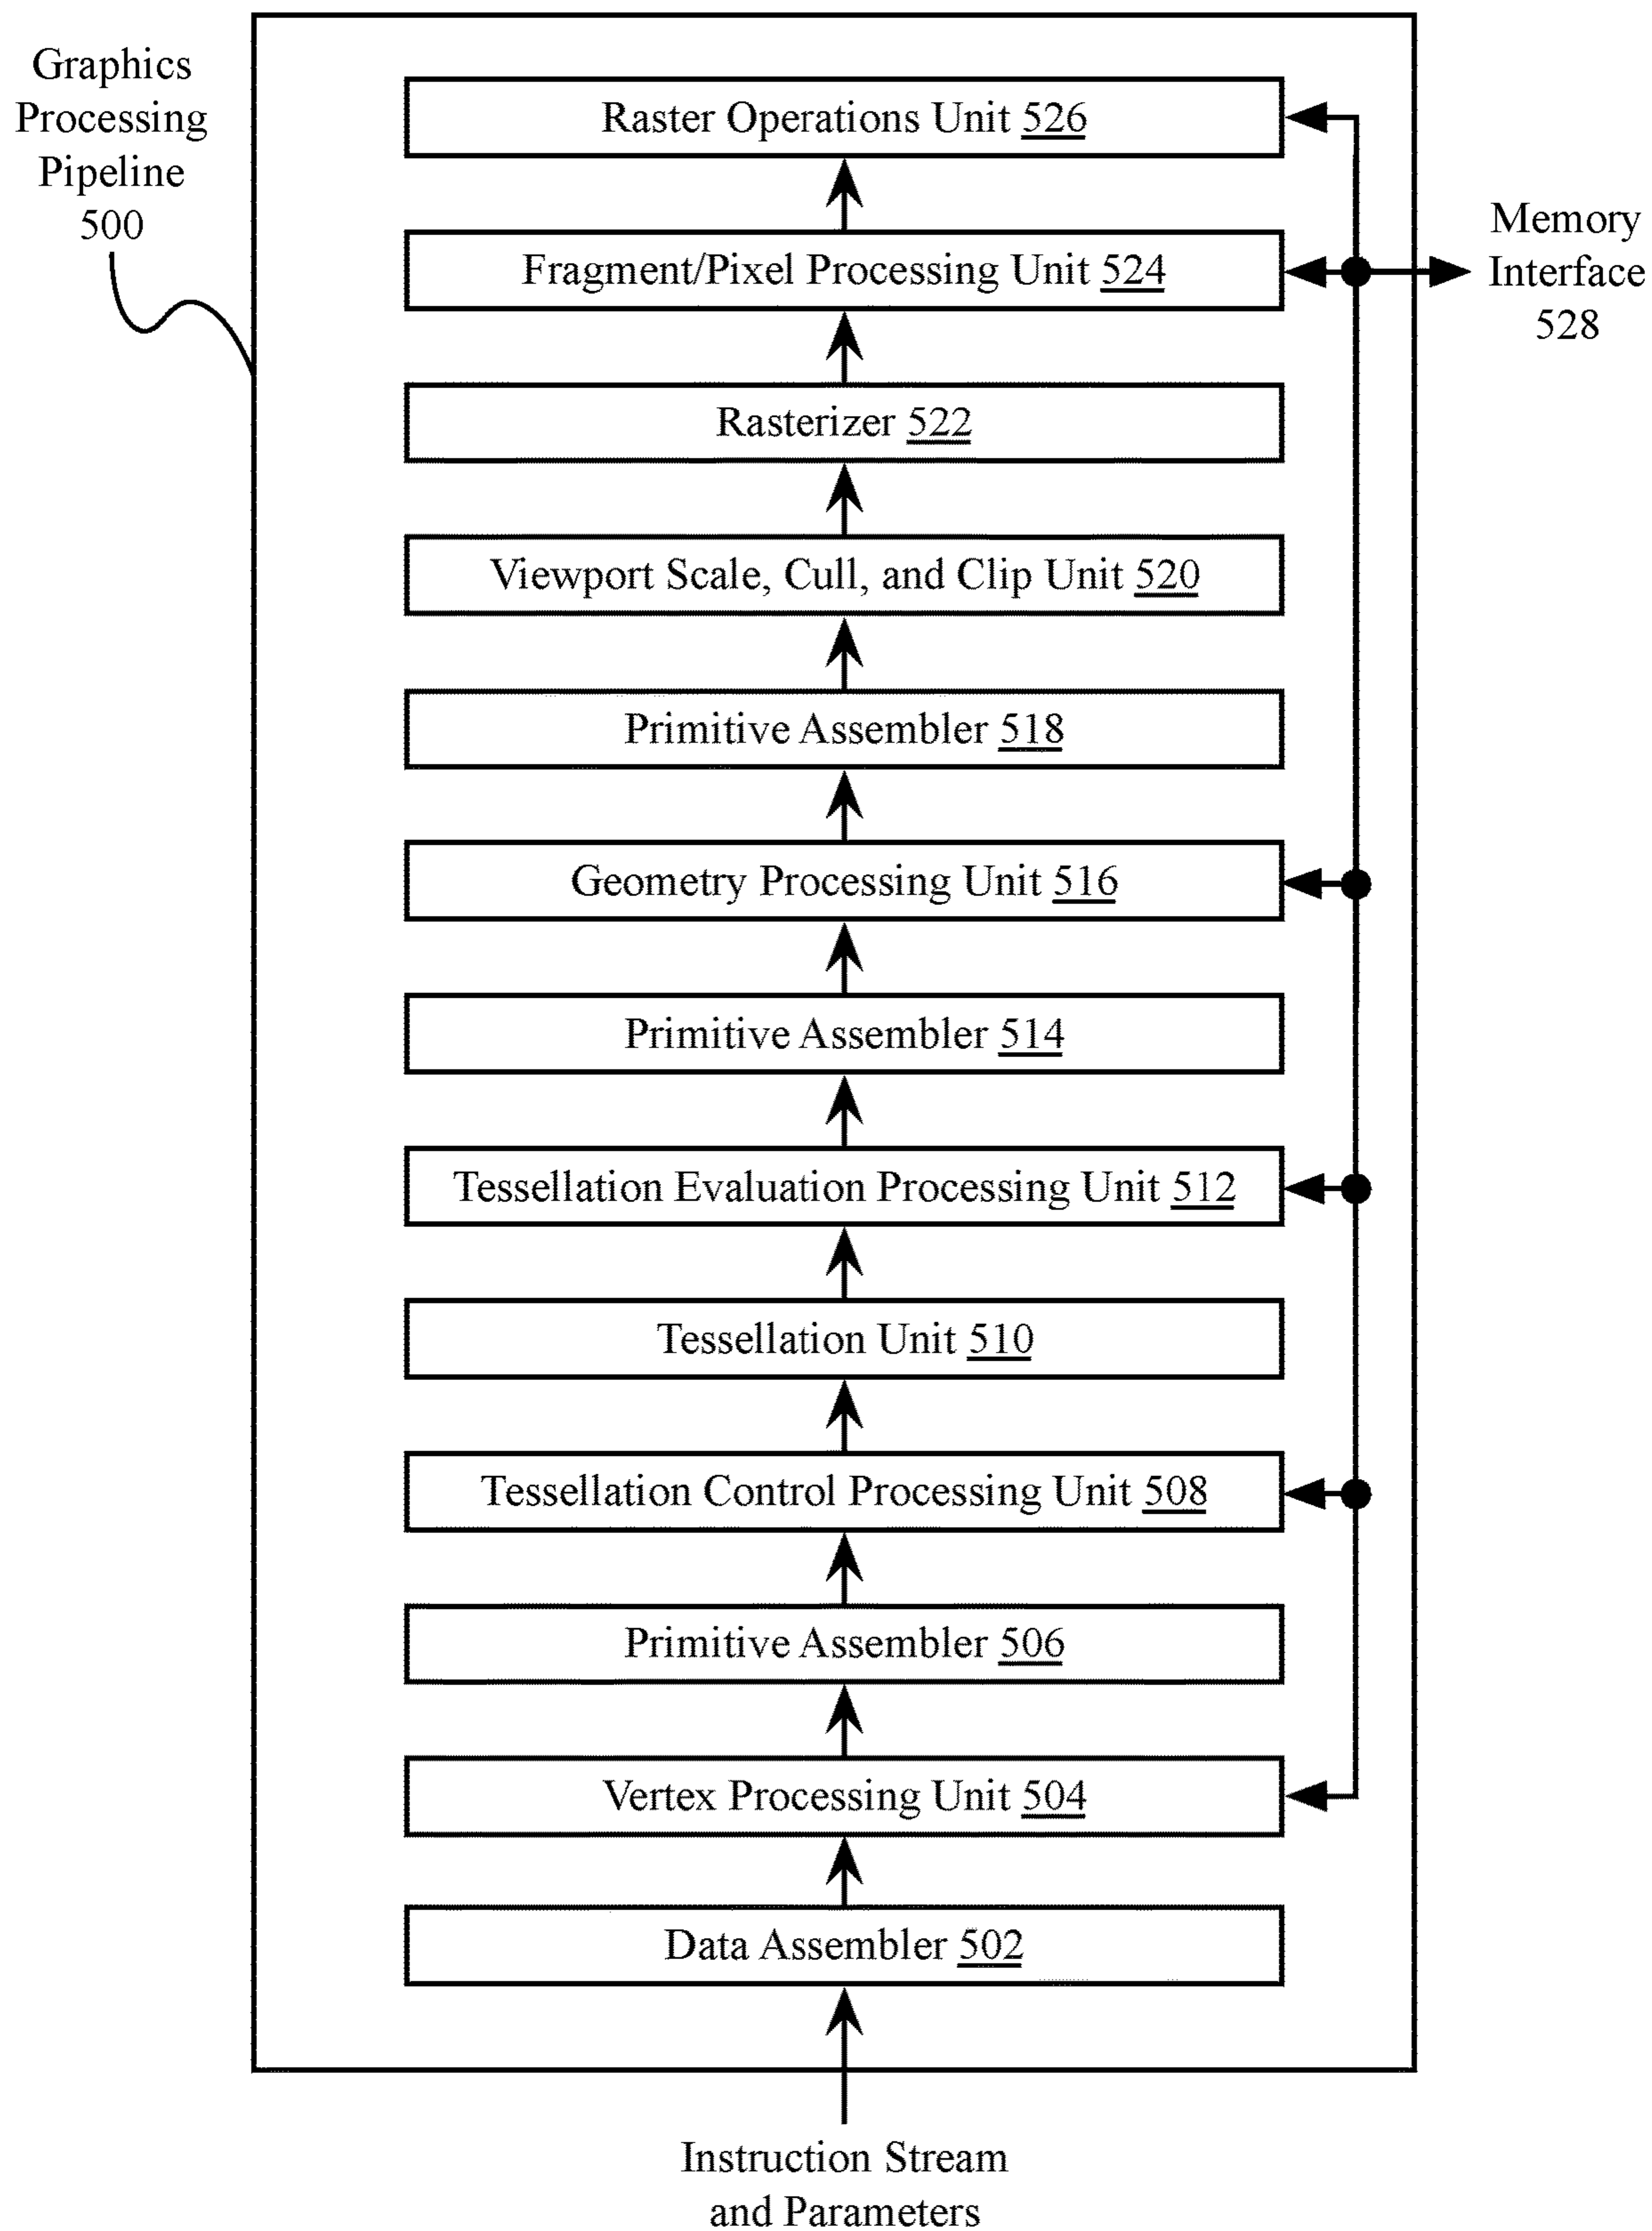 Graphics
Processing
Pipeline
500
Raster Operations Unit 526
Memory
Interface
528
Fragment/Pixel Processing Unit 524
Rasterizer 522
Viewport Scale, Cull, and Clip Unit 520
Primitive Assembler 518
Geometry Processing Unit 516
Primitive Assembler 514
Tessellation Evaluation Processing Unit 512
Tessellation Unit 510
Tessellation Control Processing Unit 508
Primitive Assembler 506
Vertex Processing Unit 504
Data Assembler 502
Instruction Stream
and Parameters